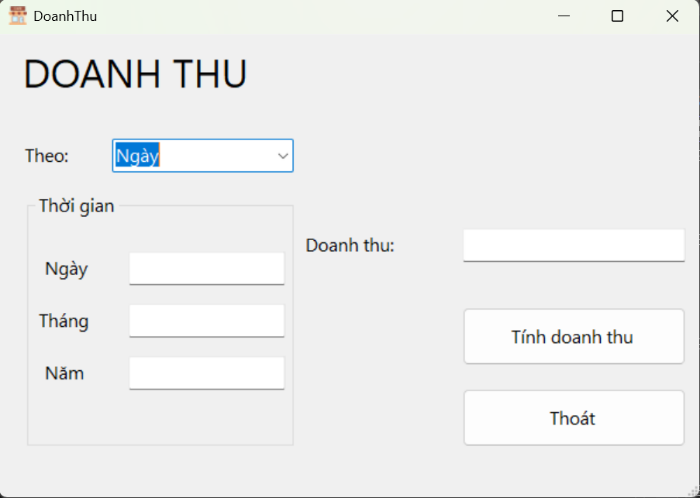 DoanhThu
DOANH THU
Theo:
Ngày
Thời gian
Ngày
Tháng
Năm
Doanh thu:
Tính doanh thu
Thoát